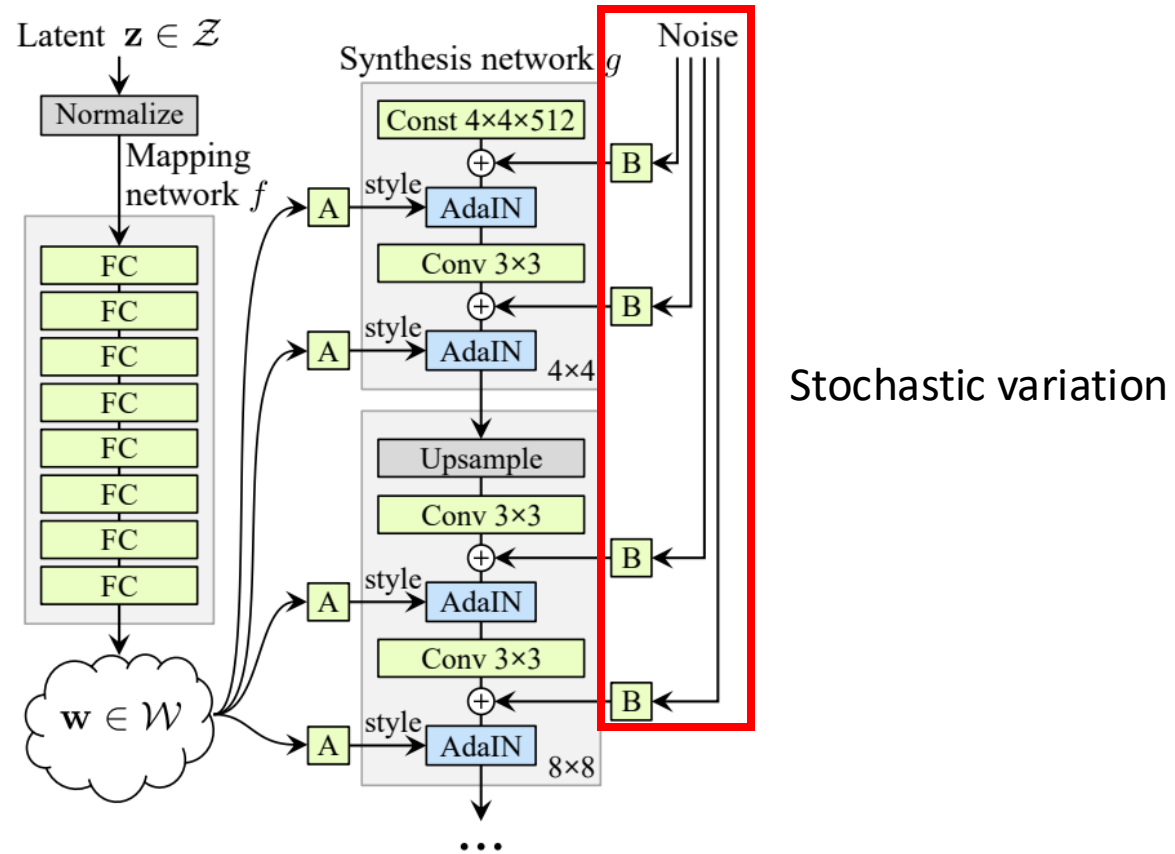 Latent z ∈ 𝒵
Normalize
Mapping
network f
FC
FC
FC
FC
FC
FC
FC
FC
w ∈ 𝒲
A
style
A
style
A
style
A
style
Synthesis network g
Const 4×4×512
+
AdaIN
Conv 3×3
+
AdaIN
4×4
Upsample
Conv 3×3
+
AdaIN
Conv 3×3
+
AdaIN
8×8
...
Noise
B
B
B
B
Stochastic variation